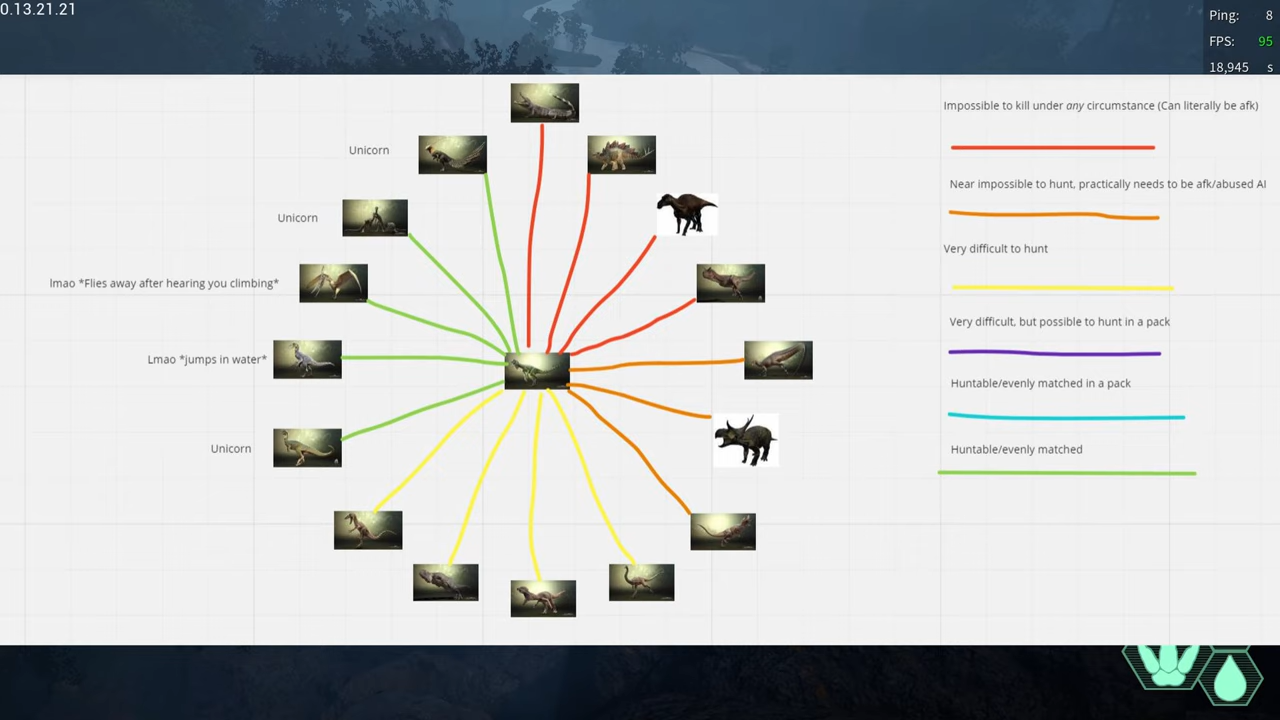 0.13.21.21
Ping: 8
FPS: 95
18,945 s
Impossible to kill under any circumstance (Can literally be afk)
Unicorn
Near impossible to hunt, practically needs to be afk/abused AI
Unicorn
Very difficult to hunt
lmao *Flies away after hearing you climbing*
Very difficult, but possible to hunt in a pack
Lmao *jumps in water*
Huntable/evenly matched in a pack
Unicorn
Huntable/evenly matched